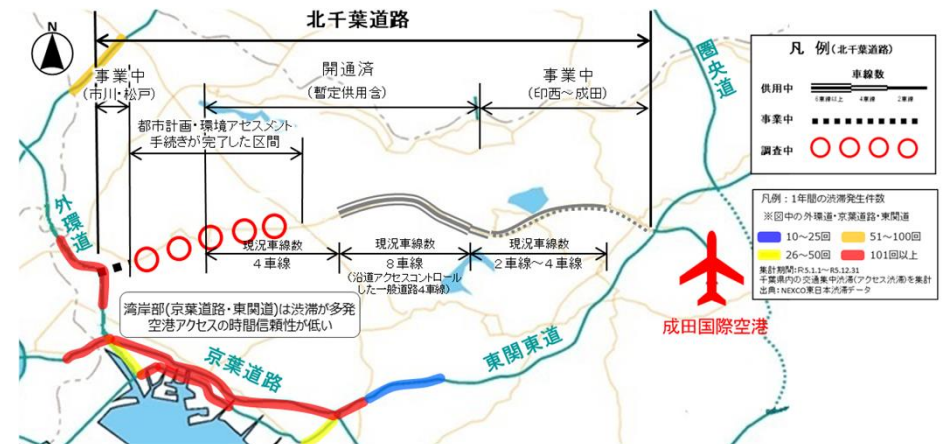 北千葉道路
N
事業中
(市川・松戸)
開通済
(暫定供用含)
事業中
(印西～成田)
都市計画・環境アセスメント
手続きが完了した区間
圏央道
外環道
現況車線数
4車線
現況車線数
8車線
(沿道アクセスコントロール
した一般道路4車線)
現況車線数
2車線～4車線
湾岸部(京葉道路・東関道)は渋滞が多発
空港アクセスの時間信頼性が低い
京葉道路
東関東道
成田国際空港
凡 例(北千葉道路)
車線数
供用中
6車線以上 4車線 2車線
事業中
調査中
凡例：1年間の渋滞発生件数
※図中の外環道・京葉道路・東関道
10～25回 51～100回
26～50回 101回以上
集計期間：R5.1.1～R5.12.31
千葉県内の交通集中渋滞(アクセス渋滞)を集計
出典：NEXCO東日本渋滞データ